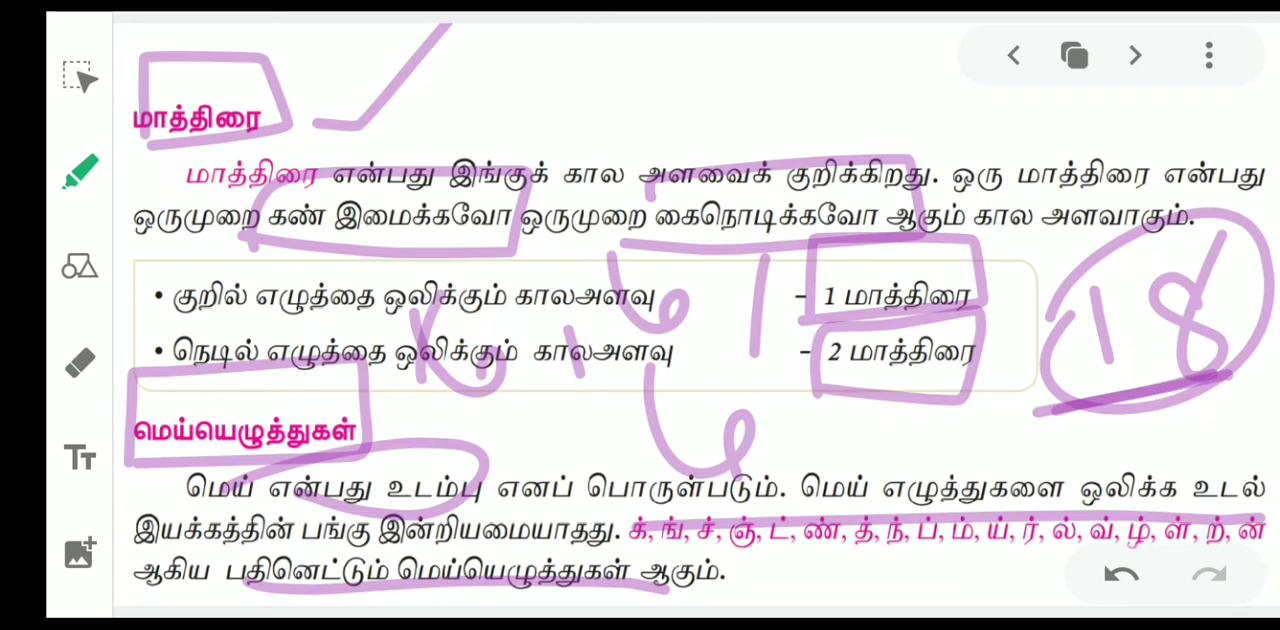 மாத்திரை
மாத்திரை என்பது இங்குக் கால அளவைக் குறிக்கிறது. ஒரு மாத்திரை என்பது
ஒருமுறை கண் இமைக்கவோ ஒருமுறை கைநொடிக்கவோ ஆகும் கால அளவாகும்.
• குறில் எழுத்தை ஒலிக்கும் காலஅளவு - 1 மாத்திரை
• நெடில் எழுத்தை ஒலிக்கும் காலஅளவு - 2 மாத்திரை
18
மெய்யெழுத்துகள்
மெய் என்பது உடம்பு எனப் பொருள்படும். மெய் எழுத்துகளை ஒலிக்க உடல்
இயக்கத்தின் பங்கு இன்றியமையாதது. க், ங், ச், ஞ், ட், ண், த், ந், ப், ம், ய், ர், ல், வ், ழ், ள், ற், ன்
ஆகிய பதினெட்டும் மெய்யெழுத்துகள் ஆகும்.